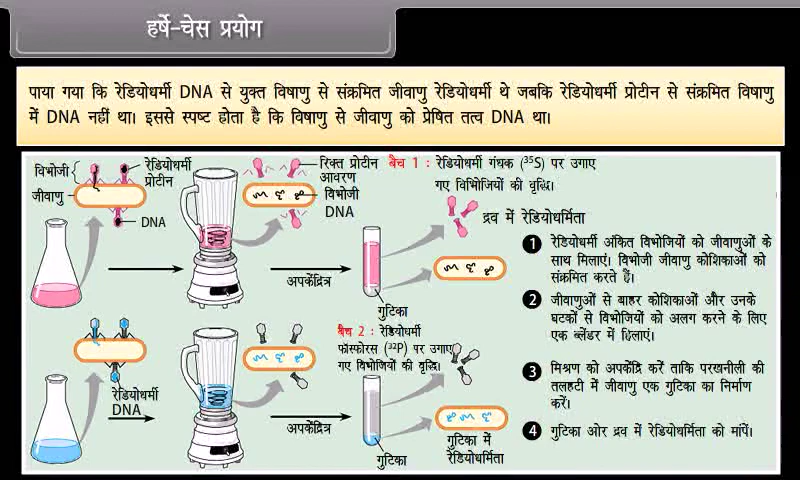 हर्षे-चेस प्रयोग
पाया गया कि रेडियोधर्मी DNA से युक्त विषाणु से संक्रमित जीवाणु रेडियोधर्मी थे जबकि रेडियोधर्मी प्रोटीन से संक्रमित विषाणु
में DNA नहीं था। इससे स्पष्ट होता है कि विषाणु से जीवाणु को प्रेषित तत्व DNA था।
विभोजी
जीवाणु
रेडियोधर्मी
प्रोटीन
DNA
रिक्त प्रोटीन
आवरण
विभोजी
DNA
बैच 1 : रेडियोधर्मी गंधक (³⁵S) पर उगाए
गए विभोजियों की वृद्धि।
द्रव में रेडियोधर्मिता
अपकेंद्रित्र
गुटिका
बैच 2 : रेडियोधर्मी
फ़ोस्फोरस (³²P) पर उगाए
गए विभोजियों की वृद्धि।
रेडियोधर्मी
DNA
अपकेंद्रित्र
गुटिका
गुटिका में
रेडियोधर्मिता
1 रेडियोधर्मी अंकित विभोजियों को जीवाणुओं के
साथ मिलाएं। विभोजी जीवाणु कोशिकाओं को
संक्रमित करते हैं।
2 जीवाणुओं से बाहर कोशिकाओं और उनके
घटकों से विभोजियों को अलग करने के लिए
एक ब्लेंडर में हिलाएं।
3 मिश्रण को अपकेंद्रि करें ताकि परखनीली की
तलहटी में जीवाणु एक गुटिका का निर्माण
करें।
4 गुटिका ओर द्रव में रेडियोधर्मिता को मापें।